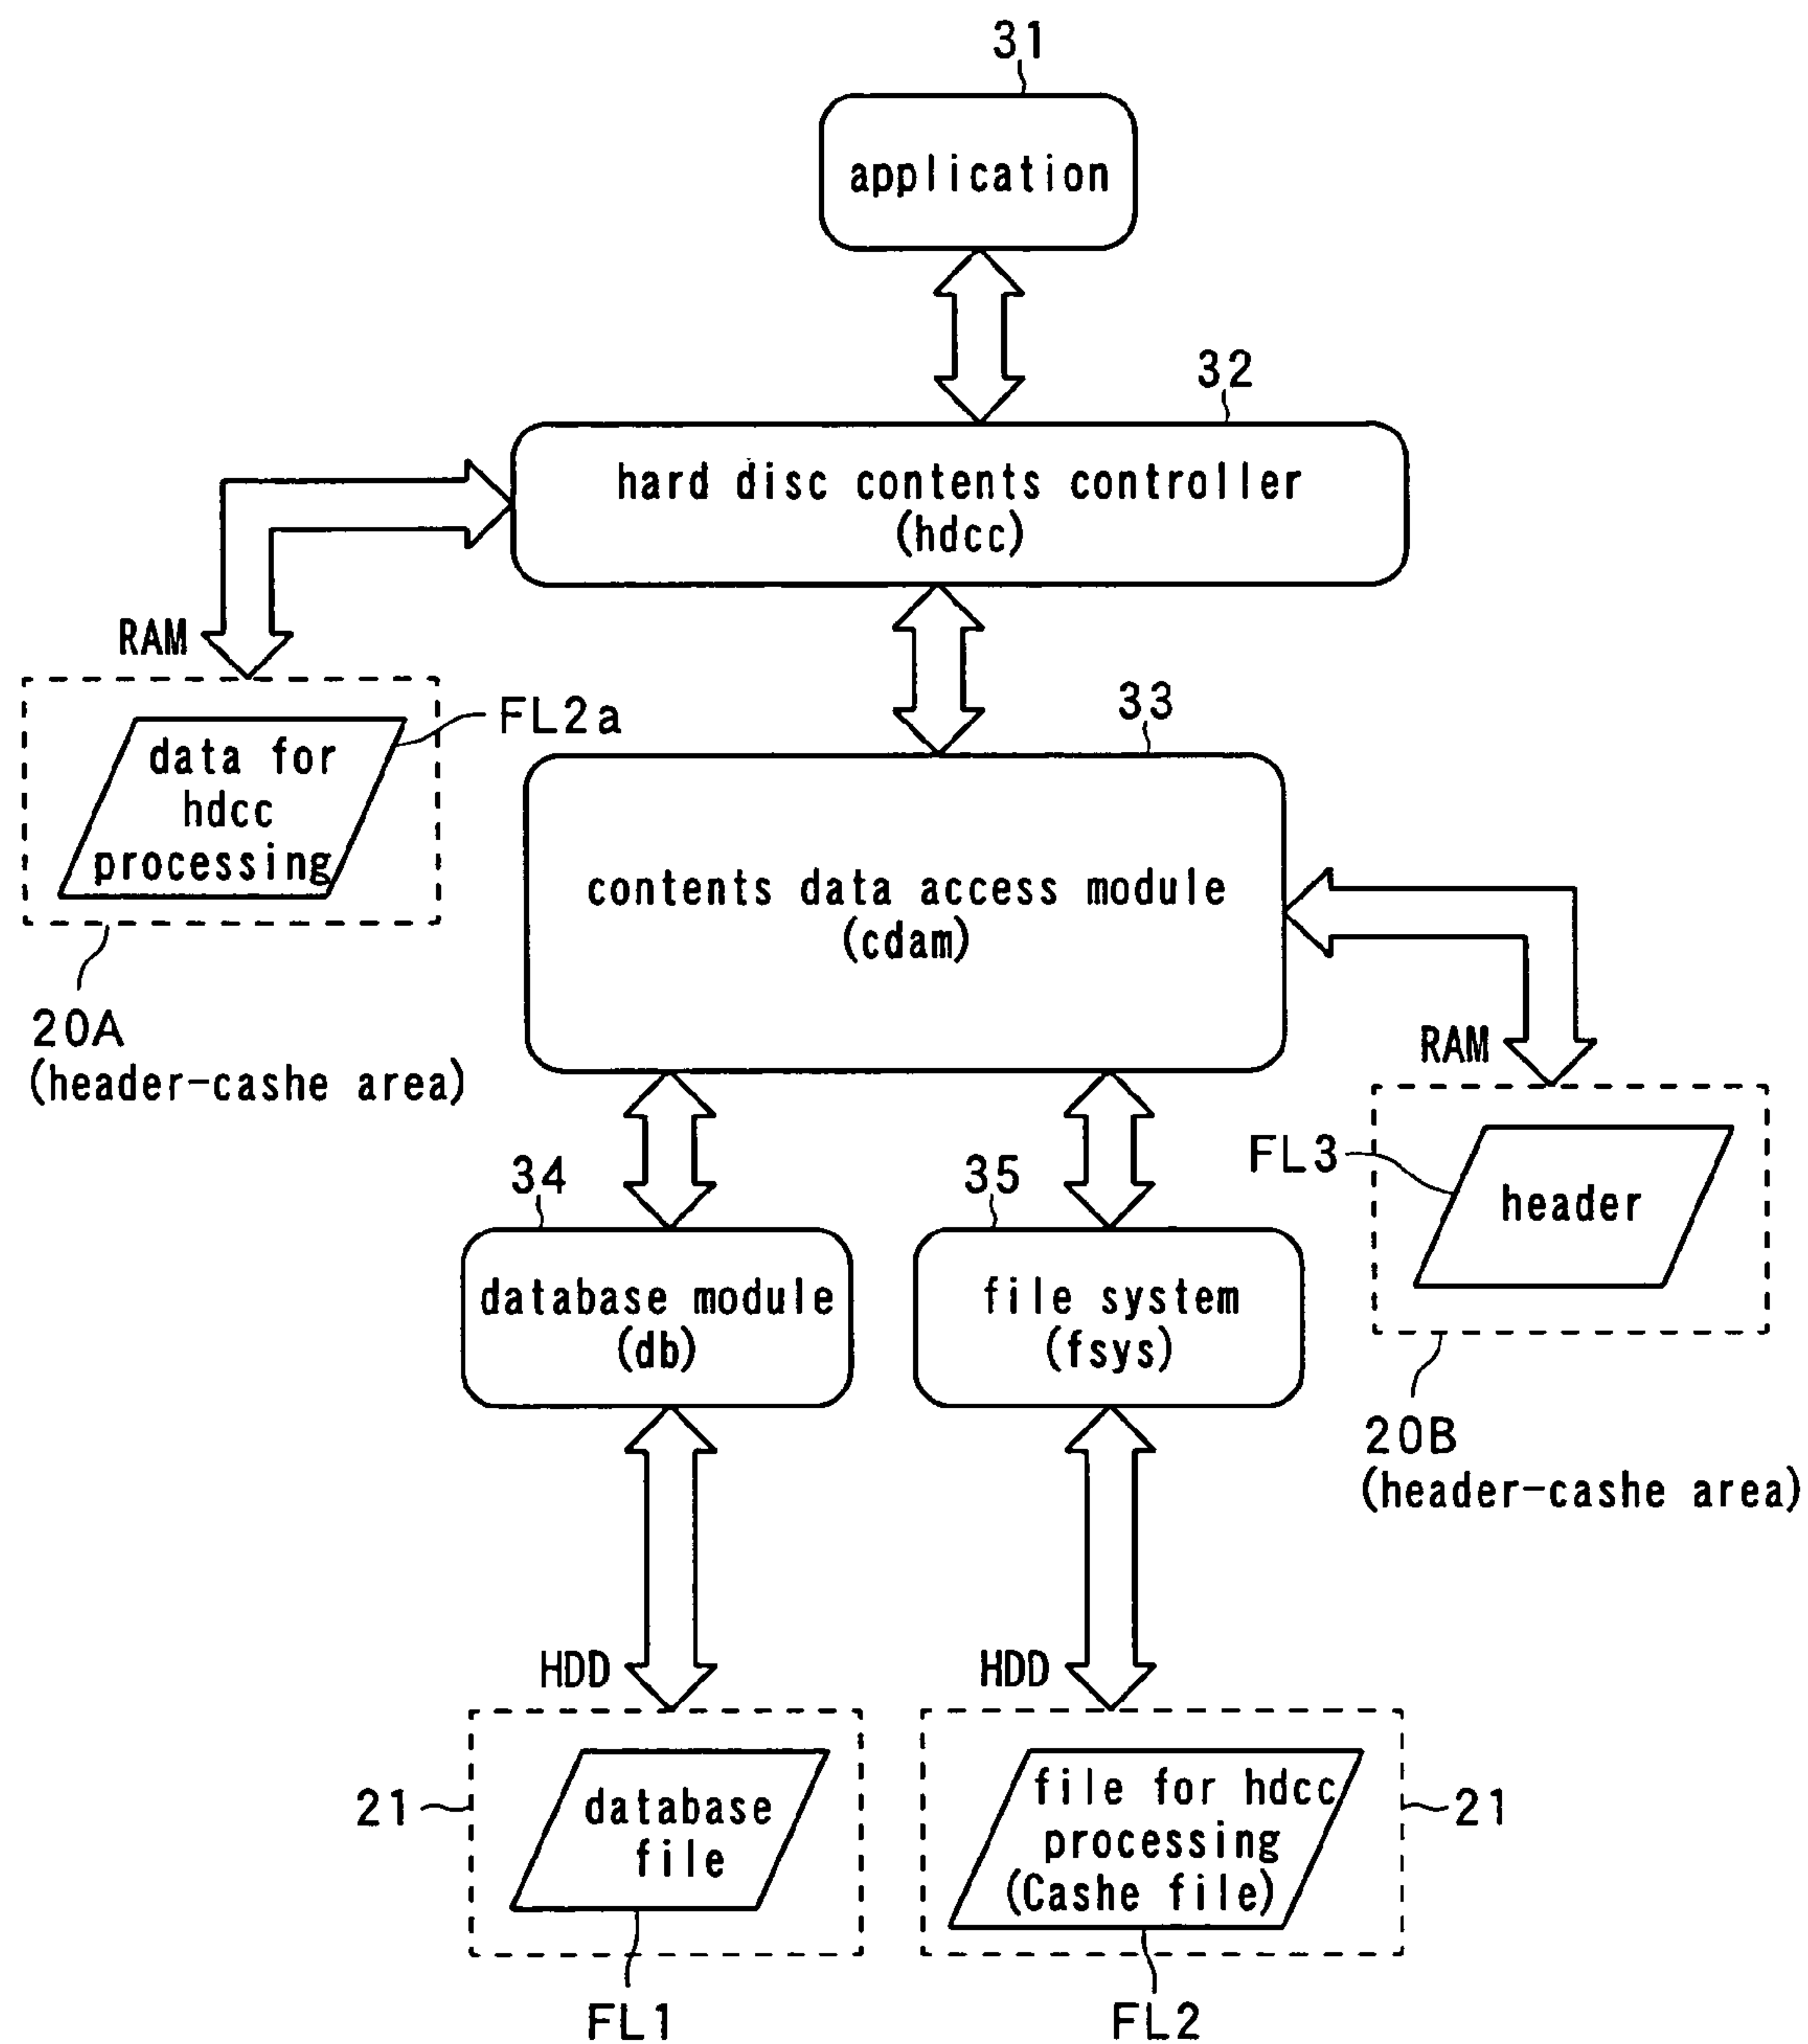 31
application
32
hard disc contents controller
(hdcc)
RAM
FL2a
data for
hdcc
processing
20A
(header-cashe area)
33
contents data access module
(cdam)
RAM
FL3
header
20B
(header-cashe area)
34
database module
(db)
35
file system
(fsys)
HDD
21
database
file
FL1
HDD
file for hdcc
processing
(Cashe file)
21
FL2